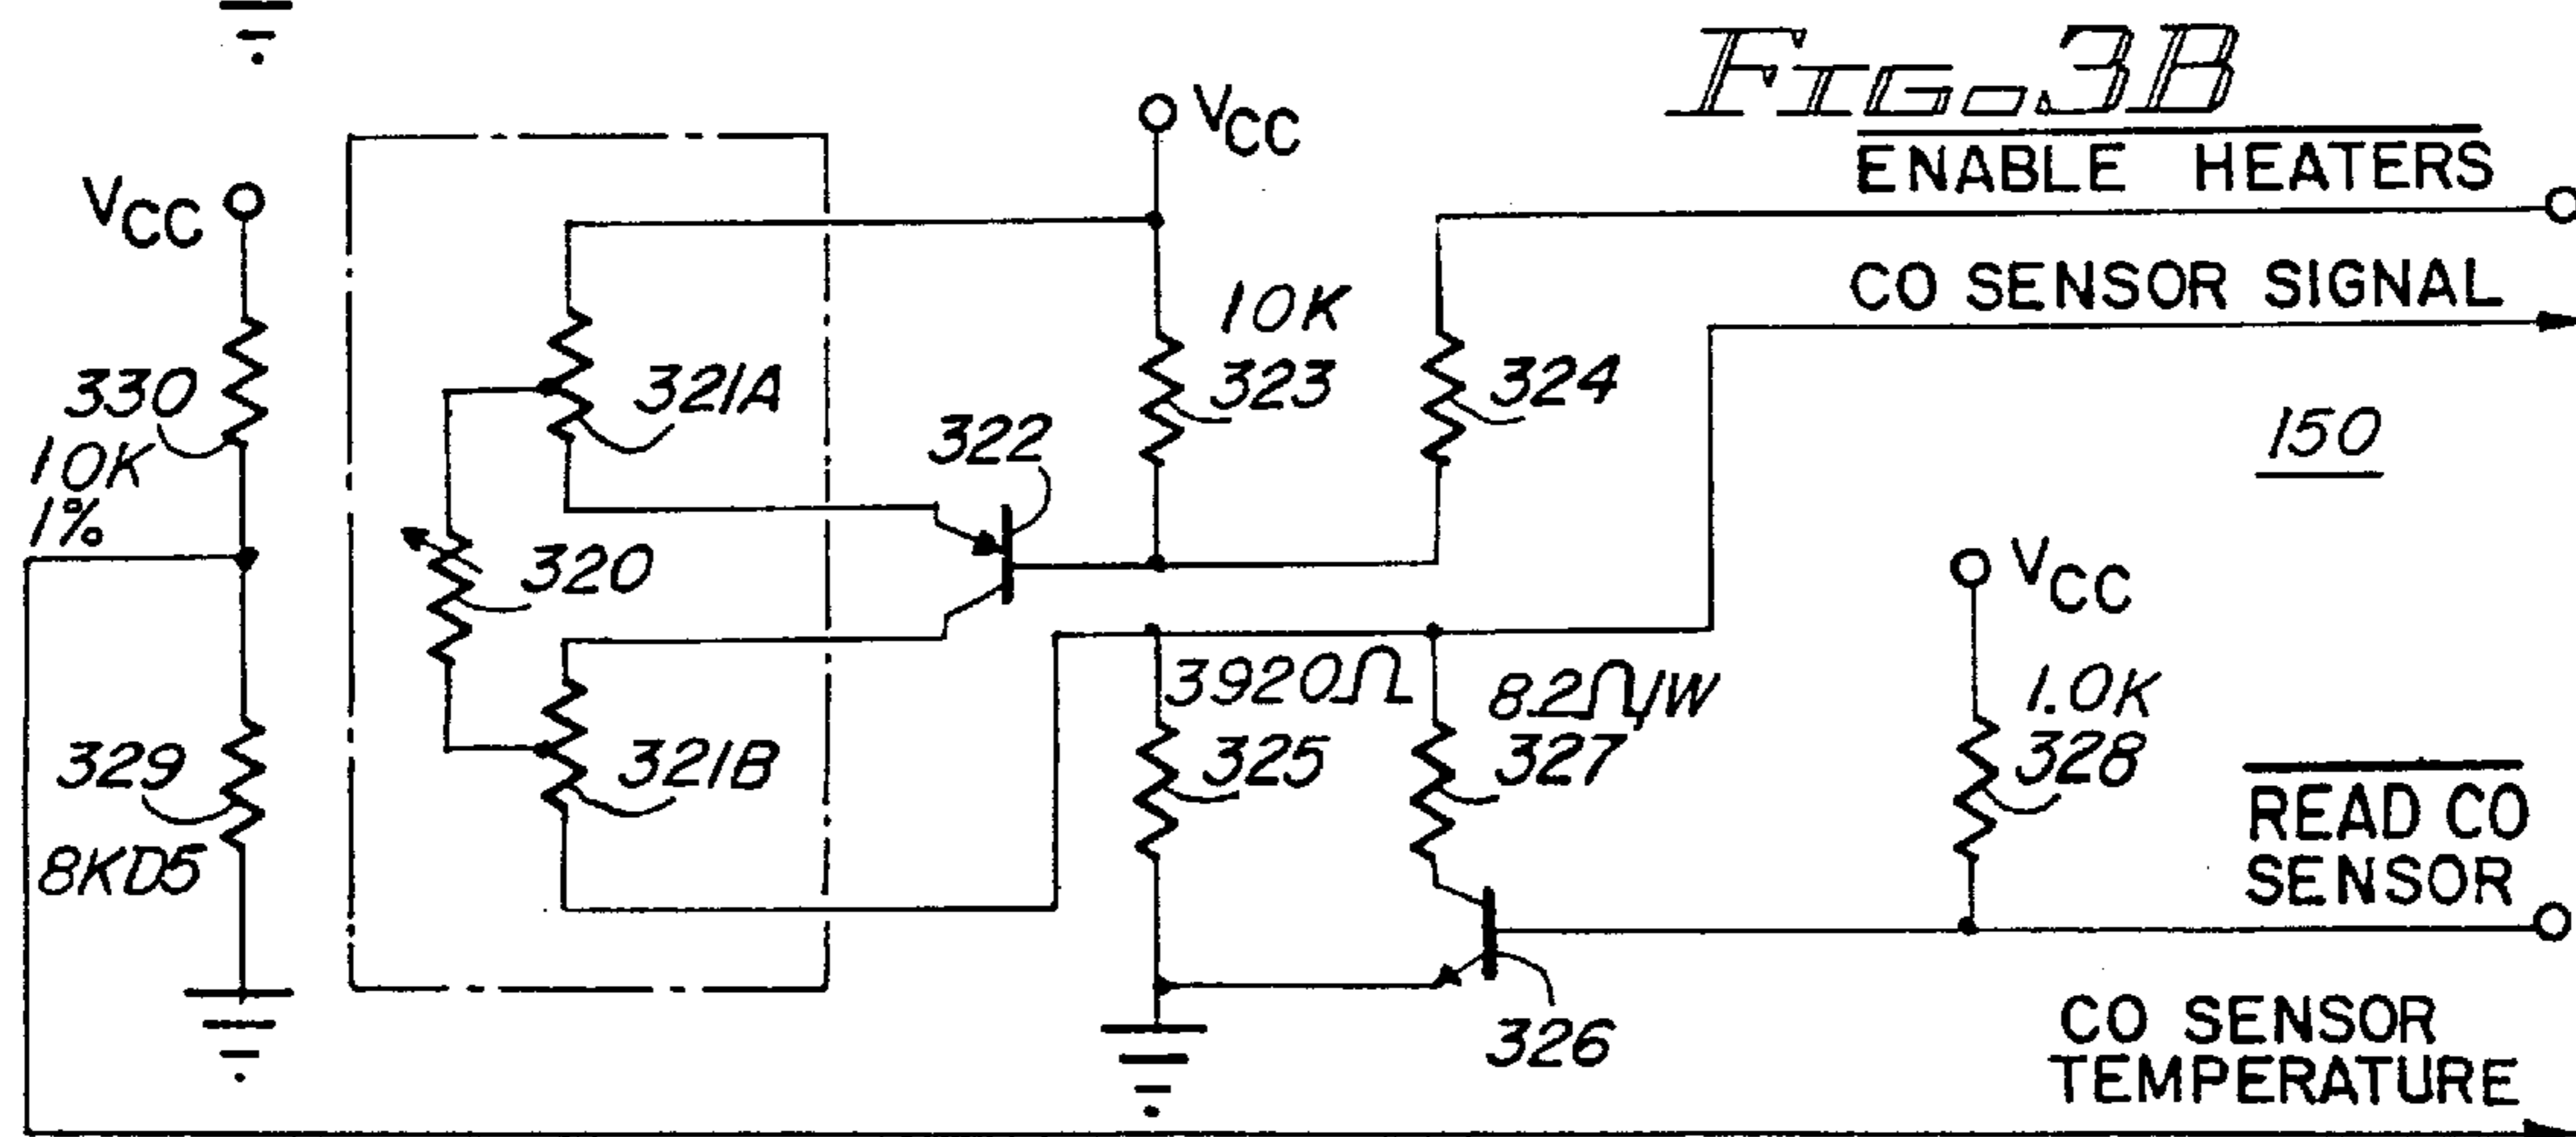 FIG. 3B
VCC
ENABLE HEATERS
VCC
CO SENSOR SIGNAL
10K
323
324
330
10K
1%
321A
322
150
320
VCC
3920Ω
325
8.2Ω,1W
327
1.0K
328
329
8KD5
321B
READ CO
SENSOR
326
CO SENSOR
TEMPERATURE